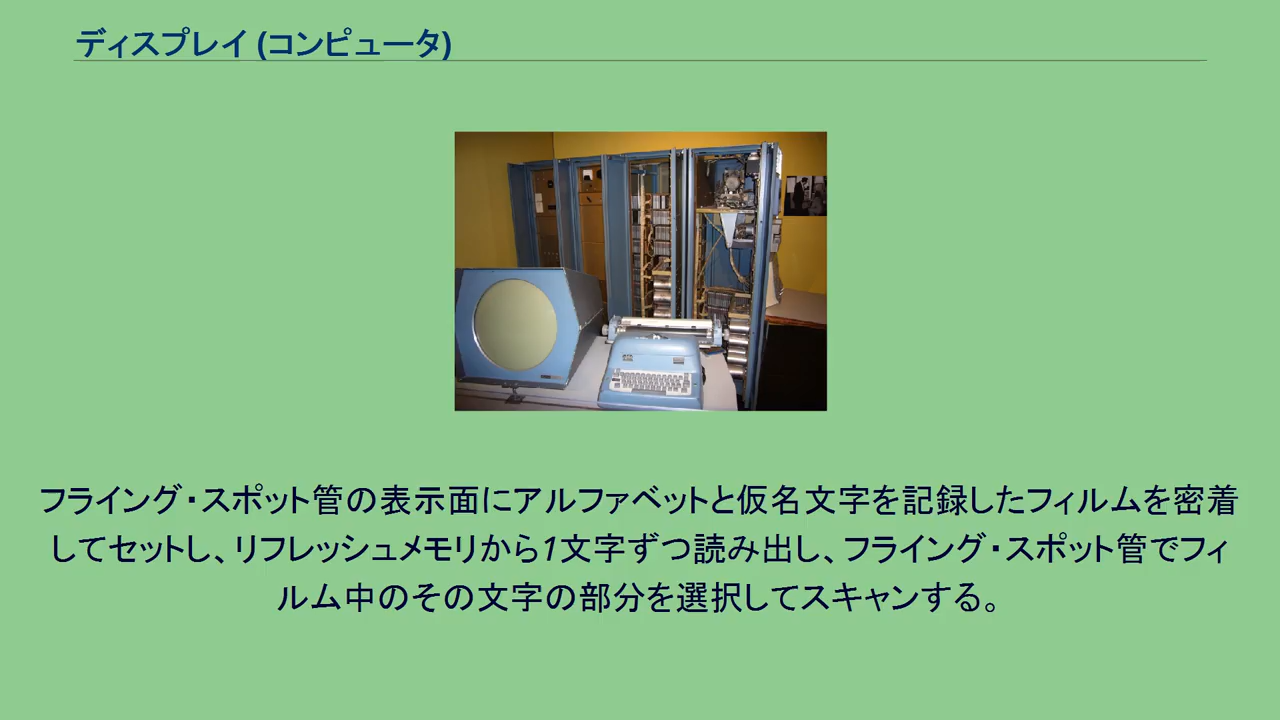 ディスプレイ (コンピュータ)
フライング・スポット管の表示面にアルファベットと仮名文字を記録したフィルムを密着
してセットし、リフレッシュメモリから1文字ずつ読み出し、フライング・スポット管でフィ
ルム中のその文字の部分を選択してスキャンする。